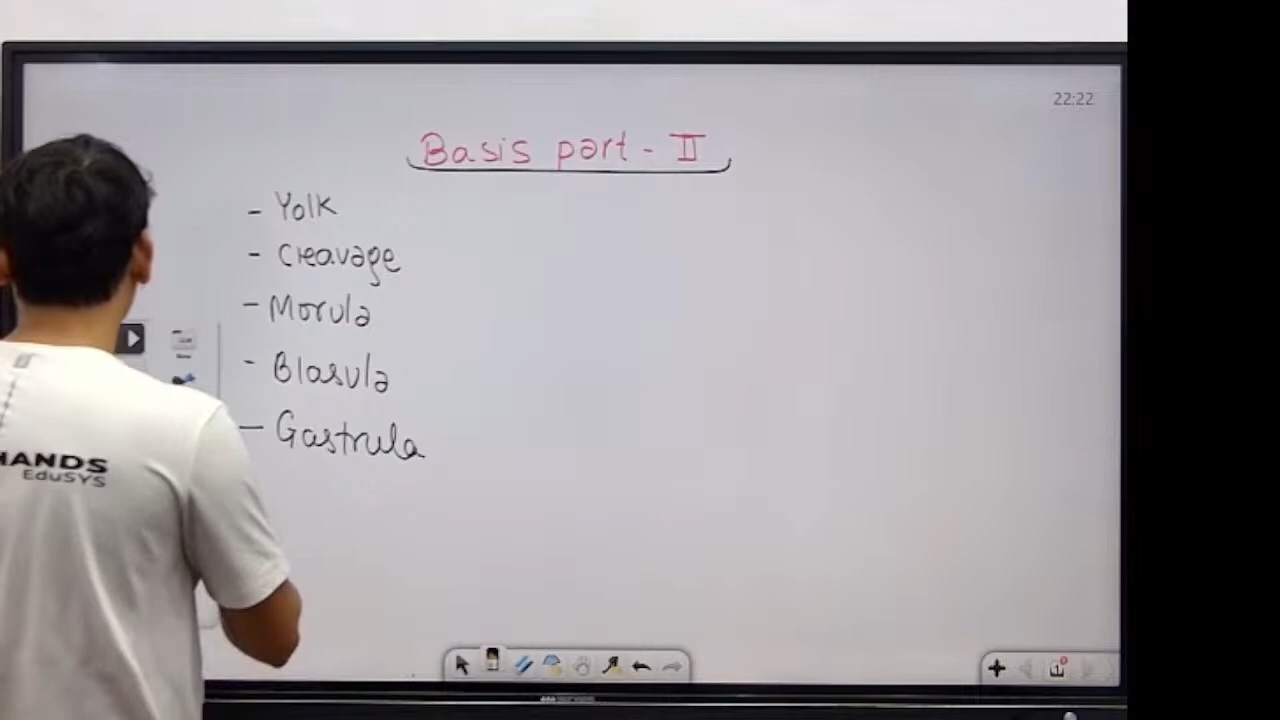 22:22
Basis part - II
- Yolk
- Cleavage
- Morula
- Blasula
- Gastrula
HANDS
EduSYS